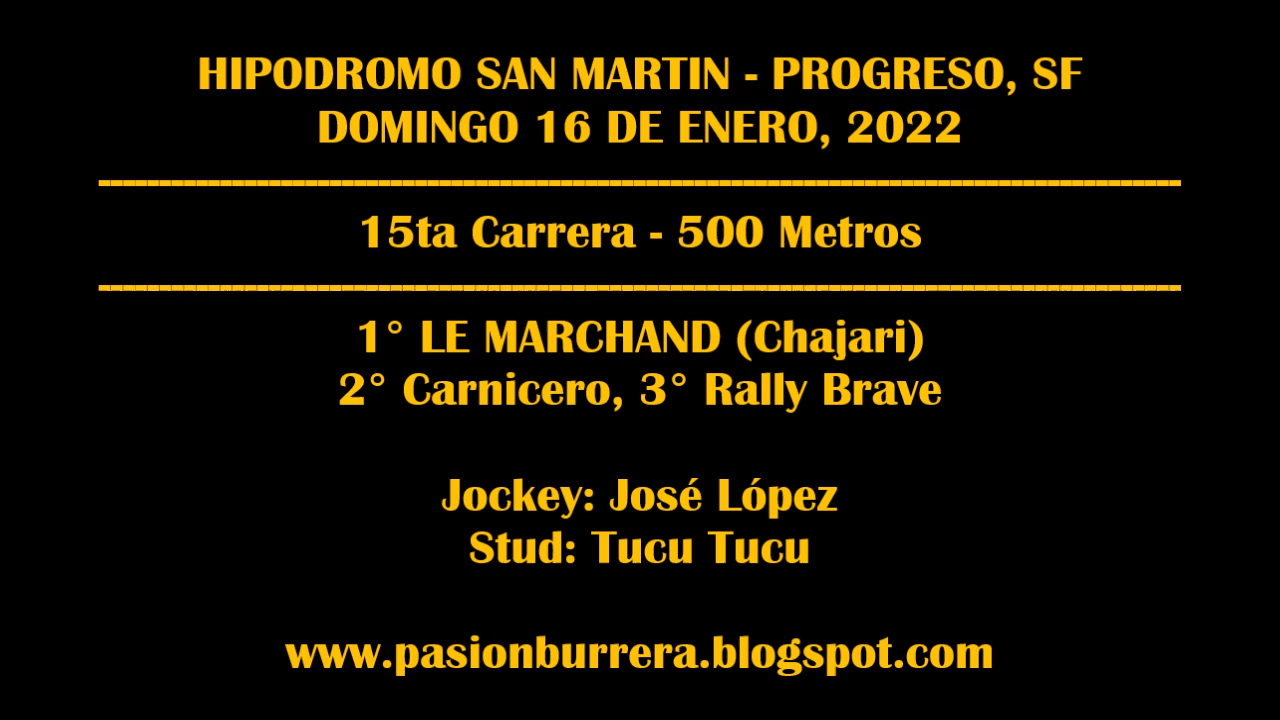 HIPODROMO SAN MARTIN - PROGRESO, SF
DOMINGO 16 DE ENERO, 2022
15ta Carrera - 500 Metros
1° LE MARCHAND (Chajari)
2° Carnicero, 3° Rally Brave
Jockey: José López
Stud: Tucu Tucu
www.pasionburrera.blogspot.com